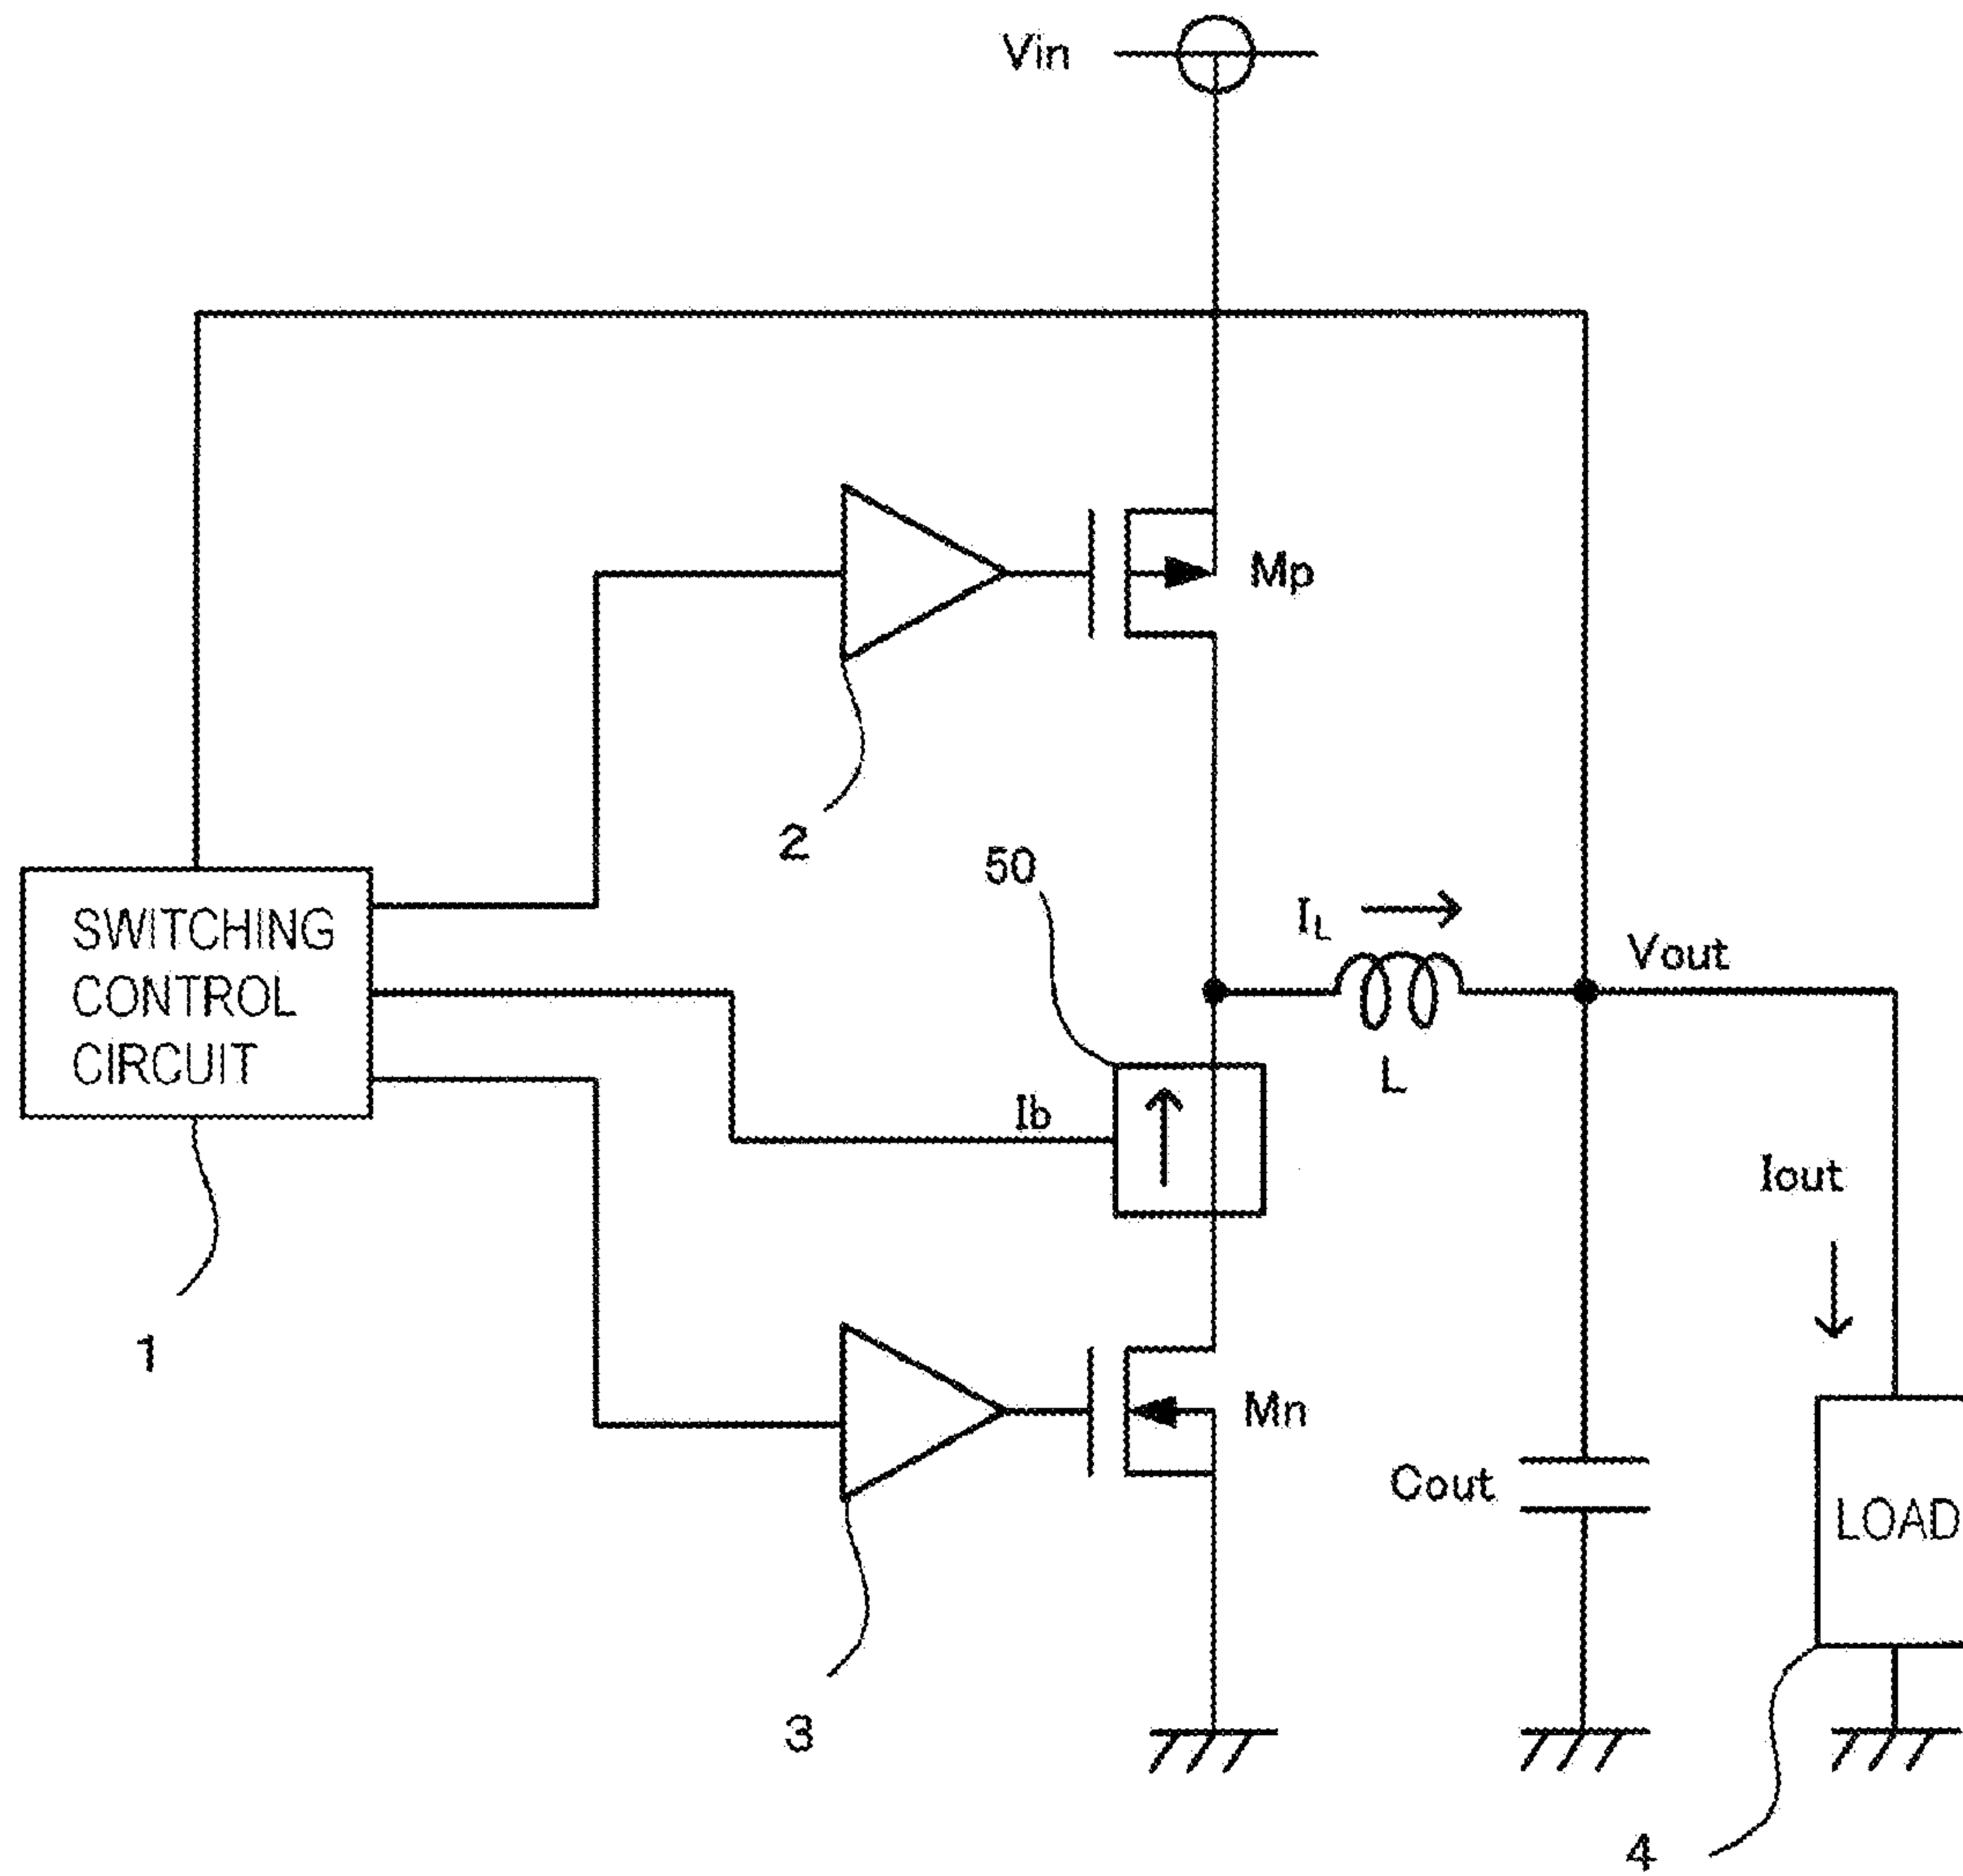 Vin
Mp
2
50
SWITCHING
CONTROL
CIRCUIT
IL
Vout
L
Ib
Iout
1
Mn
Cout
LOAD
3
4